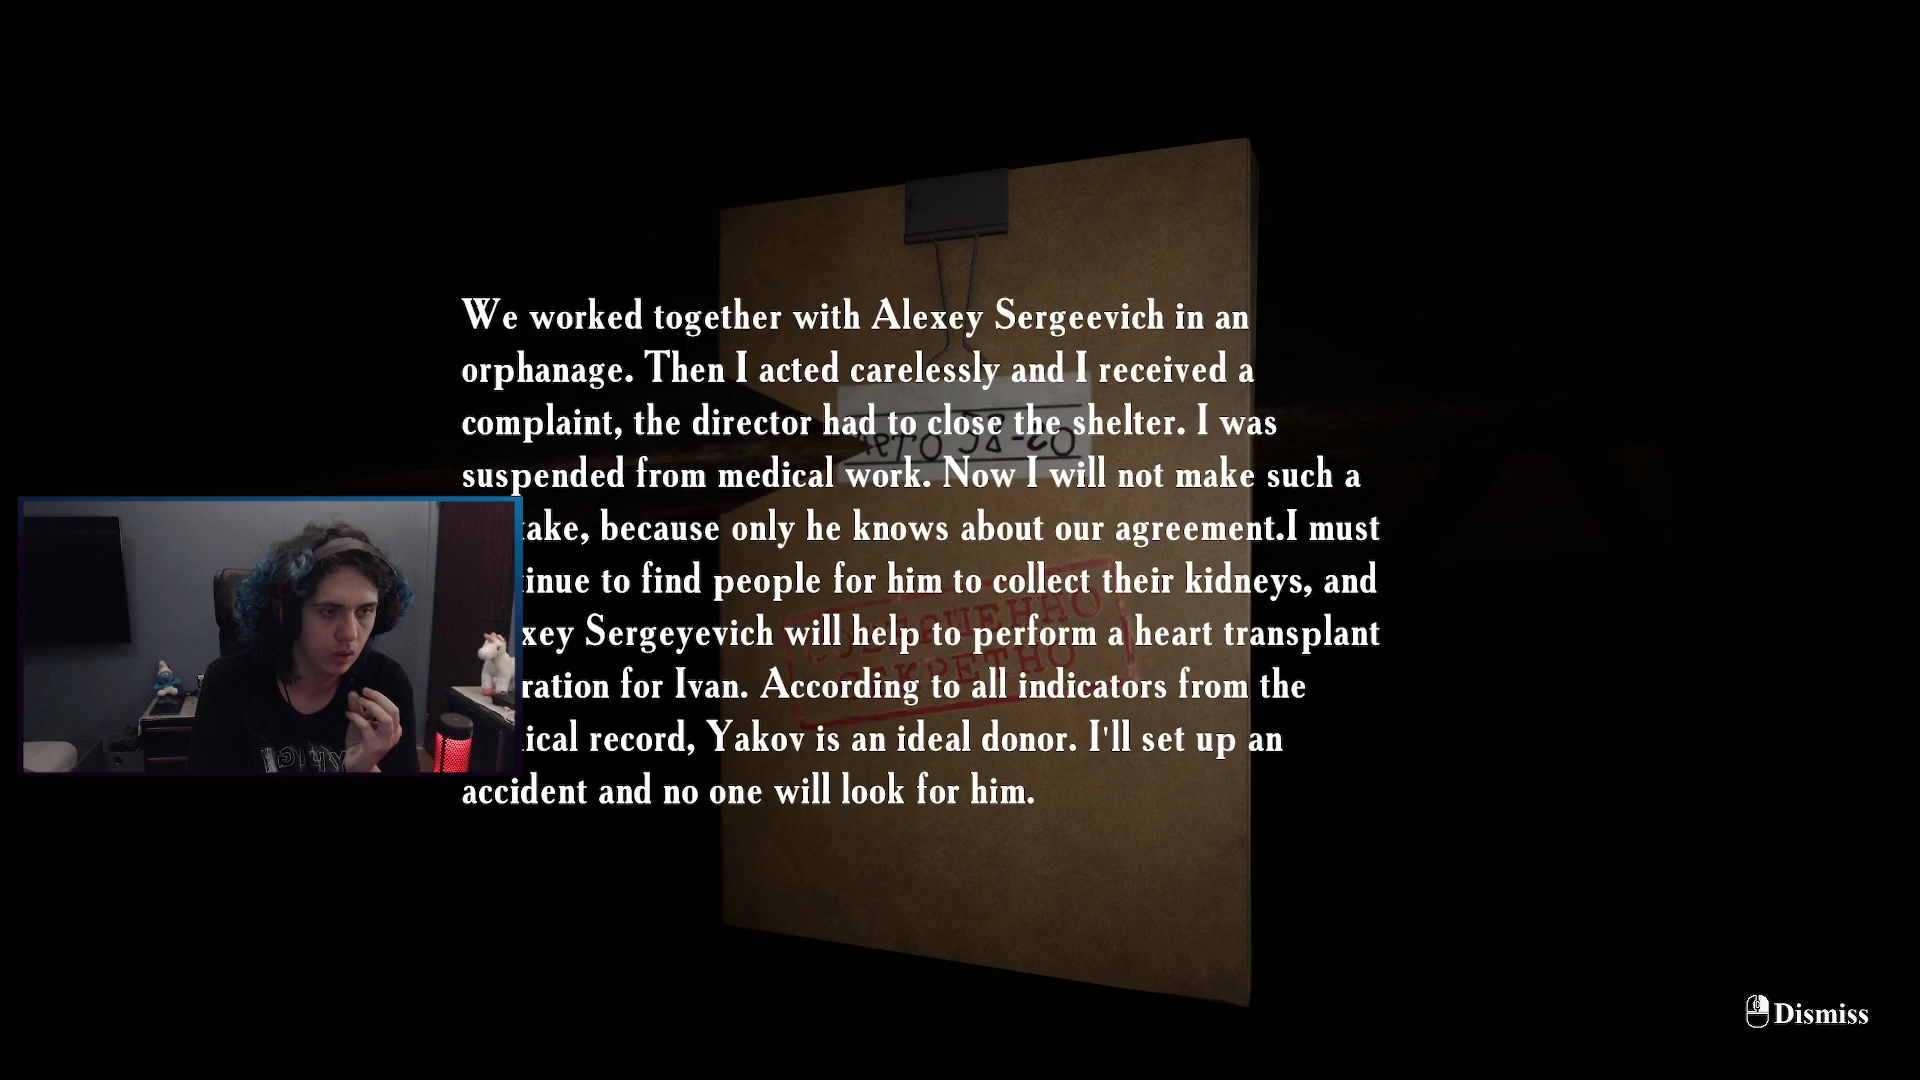 We worked together with Alexey Sergeevich in an
orphanage. Then I acted carelessly and I received a
complaint, the director had to close the shelter. I was
suspended from medical work. Now I will not make such a
take, because only he knows about our agreement.I must
tinue to find people for him to collect their kidneys, and
xey Sergeyevich will help to perform a heart transplant
ration for Ivan. According to all indicators from the
ical record, Yakov is an ideal donor. I'll set up an
accident and no one will look for him.
СОВЕРШЕННО
СЕКРЕТНО
Dismiss